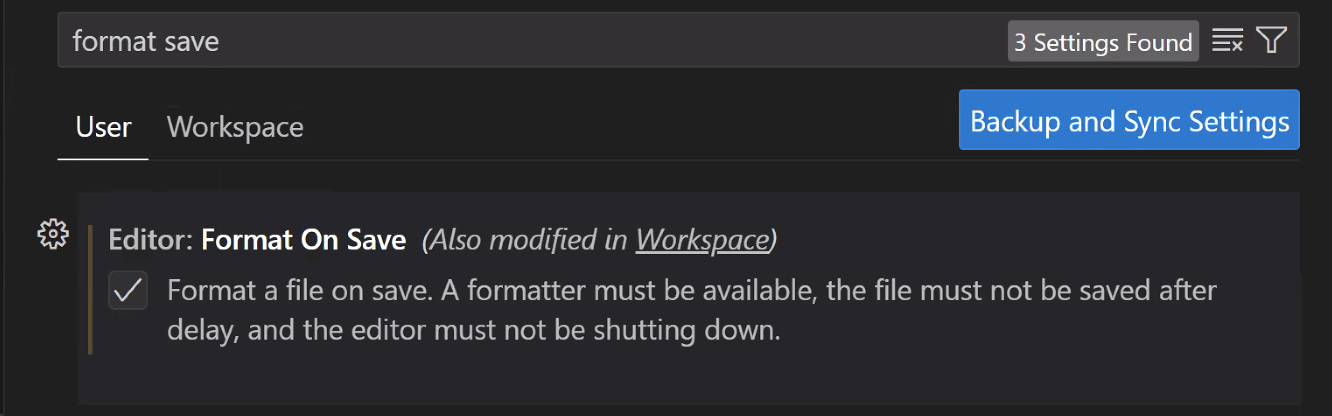 format save
3 Settings Found
User
Workspace
Backup and Sync Settings
Editor: Format On Save (Also modified in Workspace)
Format a file on save. A formatter must be available, the file must not be saved after
delay, and the editor must not be shutting down.